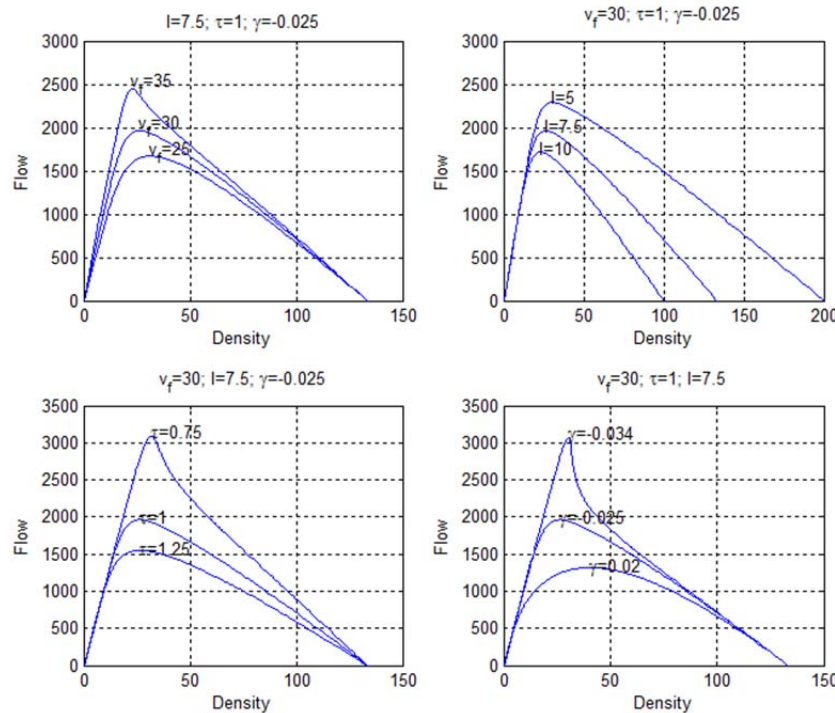 l=7.5; τ=1; γ=-0.025
3000
2500
2000
1500
1000
500
0
Flow
v_f=35
v_f=30
v_f=25
0 50 100 150
Density
v_f=30; τ=1; γ=-0.025
3000
2500
2000
1500
1000
500
0
Flow
l=5
l=7.5
l=10
0 50 100 150 200
Density
v_f=30; l=7.5; γ=-0.025
3500
3000
2500
2000
1500
1000
500
0
Flow
τ=0.75
τ=1
τ=1.25
0 50 100 150
Density
v_f=30; τ=1; l=7.5
3500
3000
2500
2000
1500
1000
500
0
Flow
γ=-0.034
γ=-0.025
γ=0.02
0 50 100 150
Density